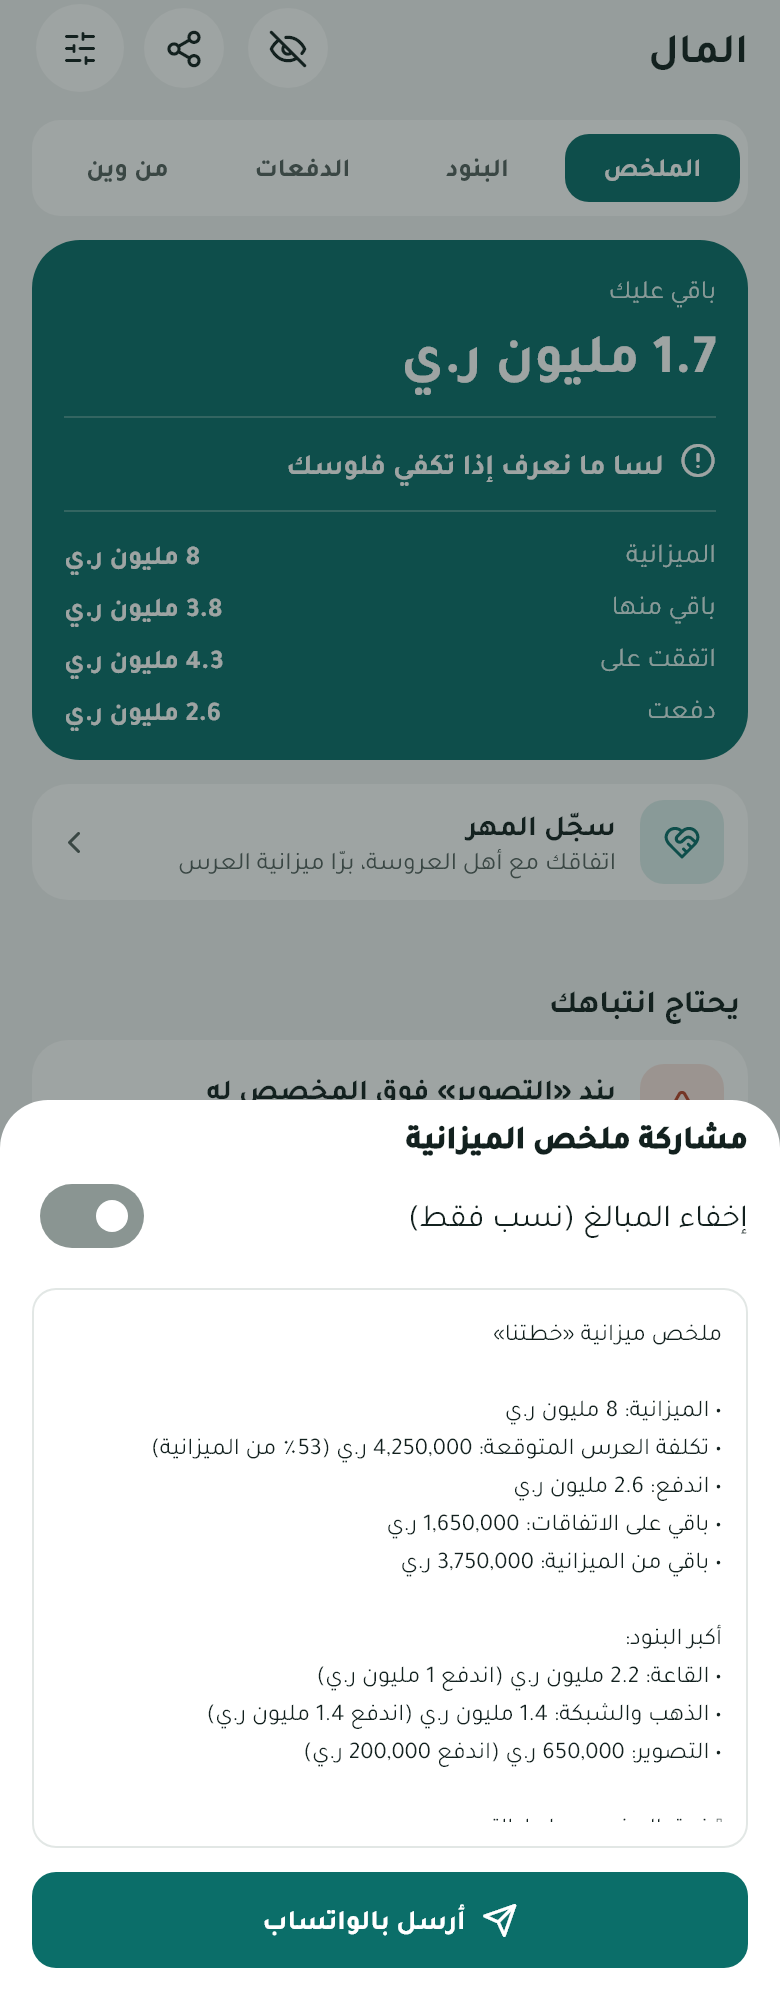 المال
الملخص
البنود
الدفعات
من وين
باقي عليك
1.7 مليون ر.ي
لسا ما نعرف إذا تكفي فلوسك
الميزانية
8 مليون ر.ي
باقي منها
3.8 مليون ر.ي
اتفقت على
4.3 مليون ر.ي
دفعت
2.6 مليون ر.ي
سجّل المهر
اتفاقك مع أهل العروسة، برّا ميزانية العرس
يحتاج انتباهك
بند «التصوير» فوق المخصص له
مشاركة ملخص الميزانية
إخفاء المبالغ (نسب فقط)
ملخص ميزانية «خطتنا»
• الميزانية: 8 مليون ر.ي
• تكلفة العرس المتوقعة: 4,250,000 ر.ي (53٪ من الميزانية)
• اندفع: 2.6 مليون ر.ي
• باقي على الاتفاقات: 1,650,000 ر.ي
• باقي من الميزانية: 3,750,000 ر.ي
أكبر البنود:
• القاعة: 2.2 مليون ر.ي (اندفع 1 مليون ر.ي)
• الذهب والشبكة: 1.4 مليون ر.ي (اندفع 1.4 مليون ر.ي)
• التصوير: 650,000 ر.ي (اندفع 200,000 ر.ي)
أرسل بالواتساب